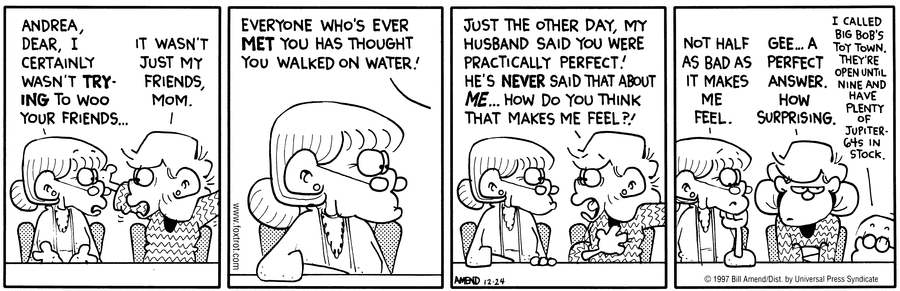 ANDREA,
DEAR, I
CERTAINLY
WASN'T TRY-
ING TO WOO
YOUR FRIENDS...
IT WASN'T
JUST MY
FRIENDS,
MOM.
EVERYONE WHO'S EVER
MET YOU HAS THOUGHT
YOU WALKED ON WATER!
www.foxtrot.com
JUST THE OTHER DAY, MY
HUSBAND SAID YOU WERE
PRACTICALLY PERFECT!
HE'S NEVER SAID THAT ABOUT
ME... HOW DO YOU THINK
THAT MAKES ME FEEL?!
AMEND 12-24
NOT HALF
AS BAD AS
IT MAKES
ME
FEEL.
GEE... A
PERFECT
ANSWER.
HOW
SURPRISING.
I CALLED
BIG BOB'S
TOY TOWN.
THEY'RE
OPEN UNTIL
NINE AND
HAVE
PLENTY
OF
JUPITER-
64s IN
STOCK.
© 1997 Bill Amend/Dist. by Universal Press Syndicate